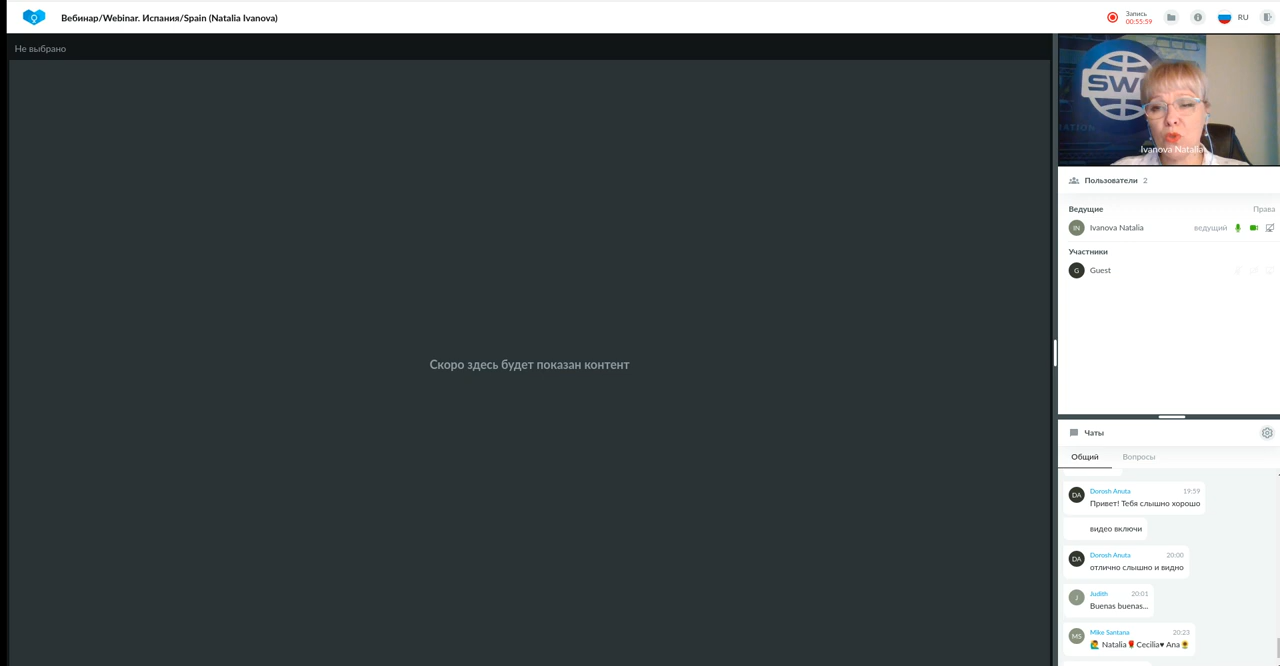 Вебинар/Webinar. Испания/Spain (Natalia Ivanova)
Запись
00:55:59
RU
Не выбрано
Скоро здесь будет показан контент
SW
ATION
Ivanova Natalia
Пользователи 2
Ведущие Права
IN Ivanova Natalia ведущий
Участники
G Guest
Чаты
Общий Вопросы
DA Dorosh Anuta 19:59
Привет! Тебя слышно хорошо
видео включи
DA Dorosh Anuta 20:00
отлично слышно и видно
J Judith 20:01
Buenas buenas...
MS Mike Santana 20:23
🙋‍♂️ Natalia🌹Cecilia♥ Ana🌻